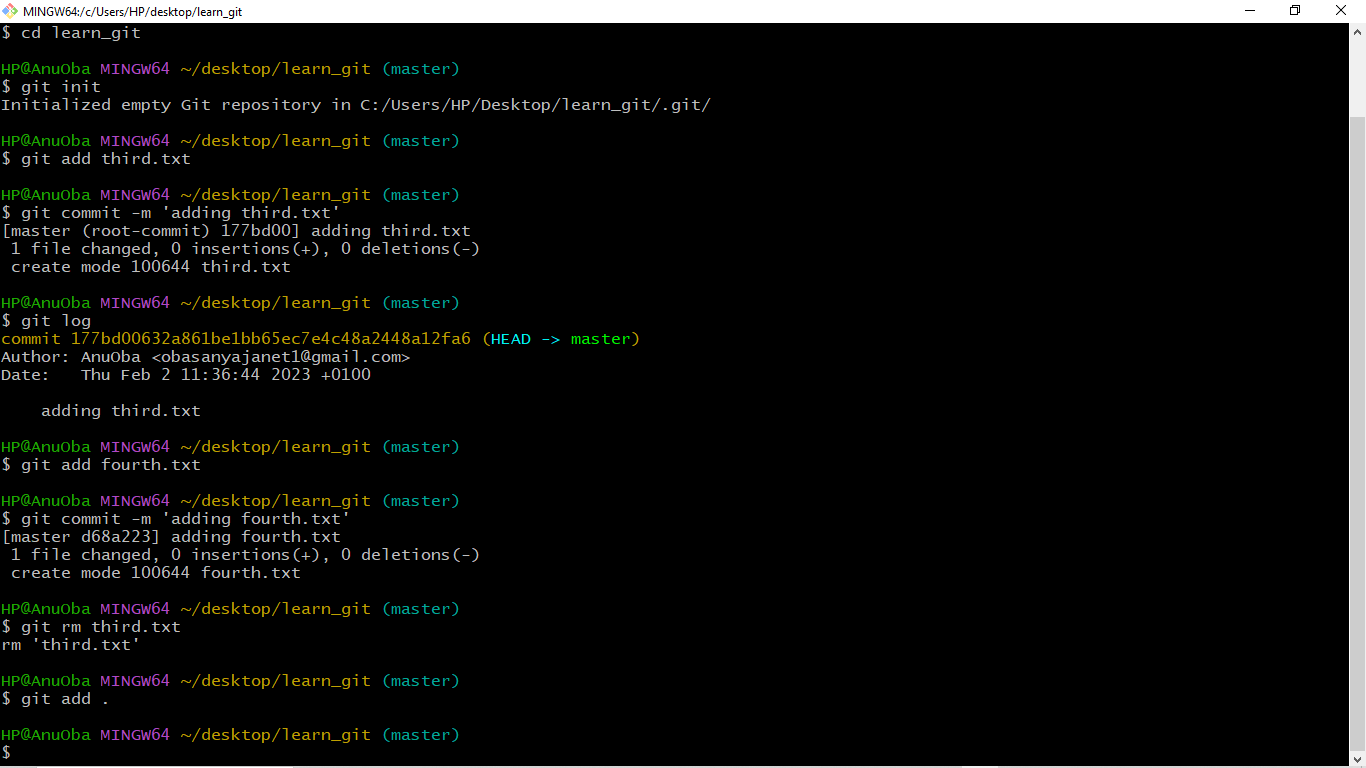 MINGW64:/c/Users/HP/desktop/learn_git
$ cd learn_git
HP@AnuOba MINGW64 ~/desktop/learn_git (master)
$ git init
Initialized empty Git repository in C:/Users/HP/Desktop/learn_git/.git/
HP@AnuOba MINGW64 ~/desktop/learn_git (master)
$ git add third.txt
HP@AnuOba MINGW64 ~/desktop/learn_git (master)
$ git commit -m 'adding third.txt'
[master (root-commit) 177bd00] adding third.txt
 1 file changed, 0 insertions(+), 0 deletions(-)
 create mode 100644 third.txt
HP@AnuOba MINGW64 ~/desktop/learn_git (master)
$ git log
commit 177bd00632a861be1bb65ec7e4c48a2448a12fa6 (HEAD -> master)
Author: AnuOba <obasanyajanet1@gmail.com>
Date:   Thu Feb 2 11:36:44 2023 +0100
    adding third.txt
HP@AnuOba MINGW64 ~/desktop/learn_git (master)
$ git add fourth.txt
HP@AnuOba MINGW64 ~/desktop/learn_git (master)
$ git commit -m 'adding fourth.txt'
[master d68a223] adding fourth.txt
 1 file changed, 0 insertions(+), 0 deletions(-)
 create mode 100644 fourth.txt
HP@AnuOba MINGW64 ~/desktop/learn_git (master)
$ git rm third.txt
rm 'third.txt'
HP@AnuOba MINGW64 ~/desktop/learn_git (master)
$ git add .
HP@AnuOba MINGW64 ~/desktop/learn_git (master)
$